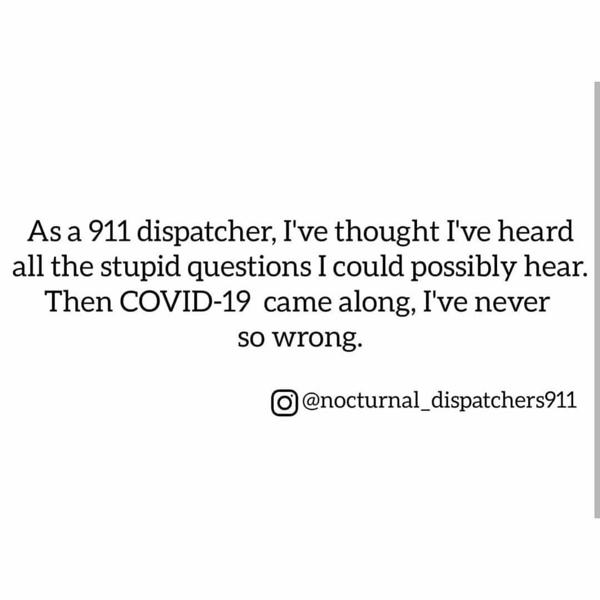 As a 911 dispatcher, I've thought I've heard
all the stupid questions I could possibly hear.
Then COVID-19 came along, I've never
so wrong.
@nocturnal_dispatchers911